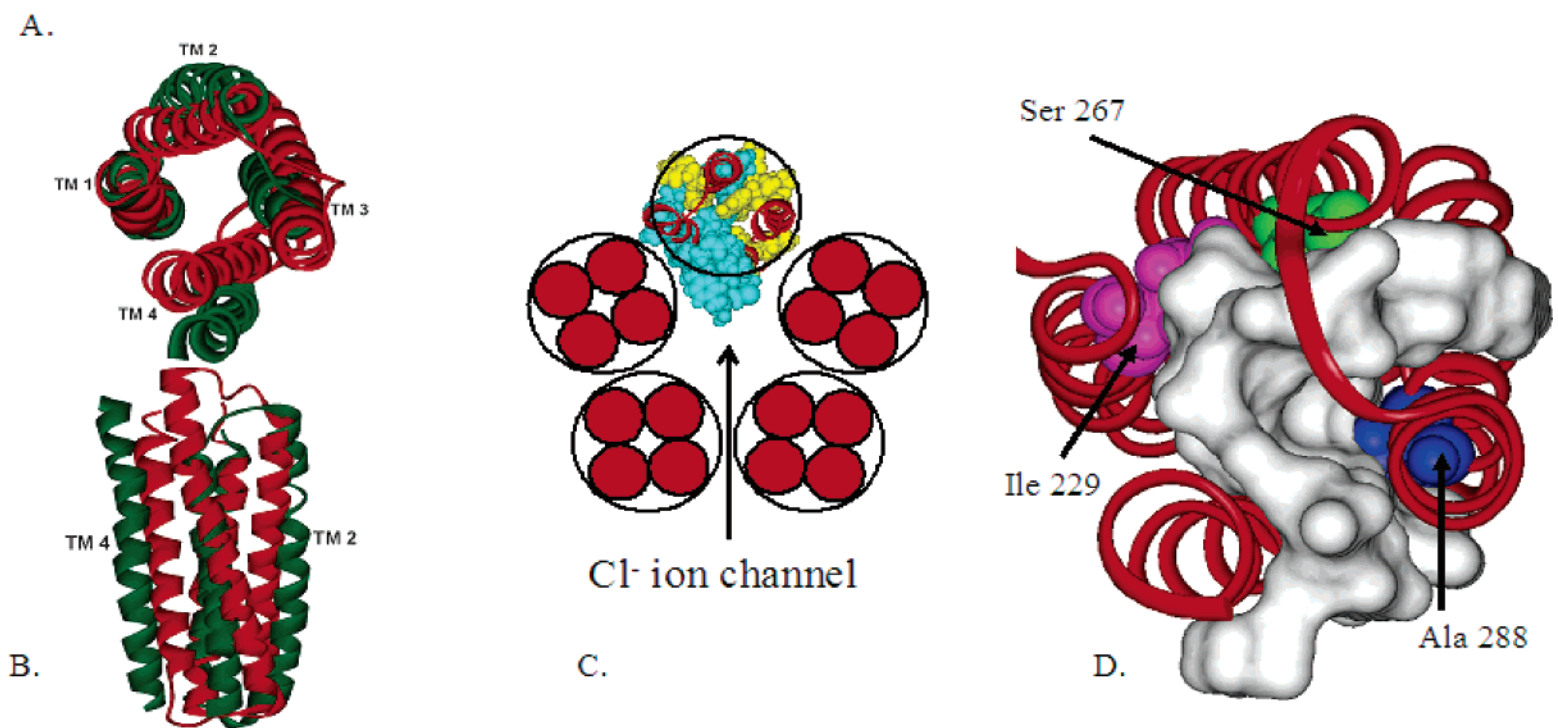 A.
TM 2
TM 1
TM 3
TM 4
TM 4
TM 2
B.
Cl⁻ ion channel
C.
Ser 267
Ile 229
Ala 288
D.